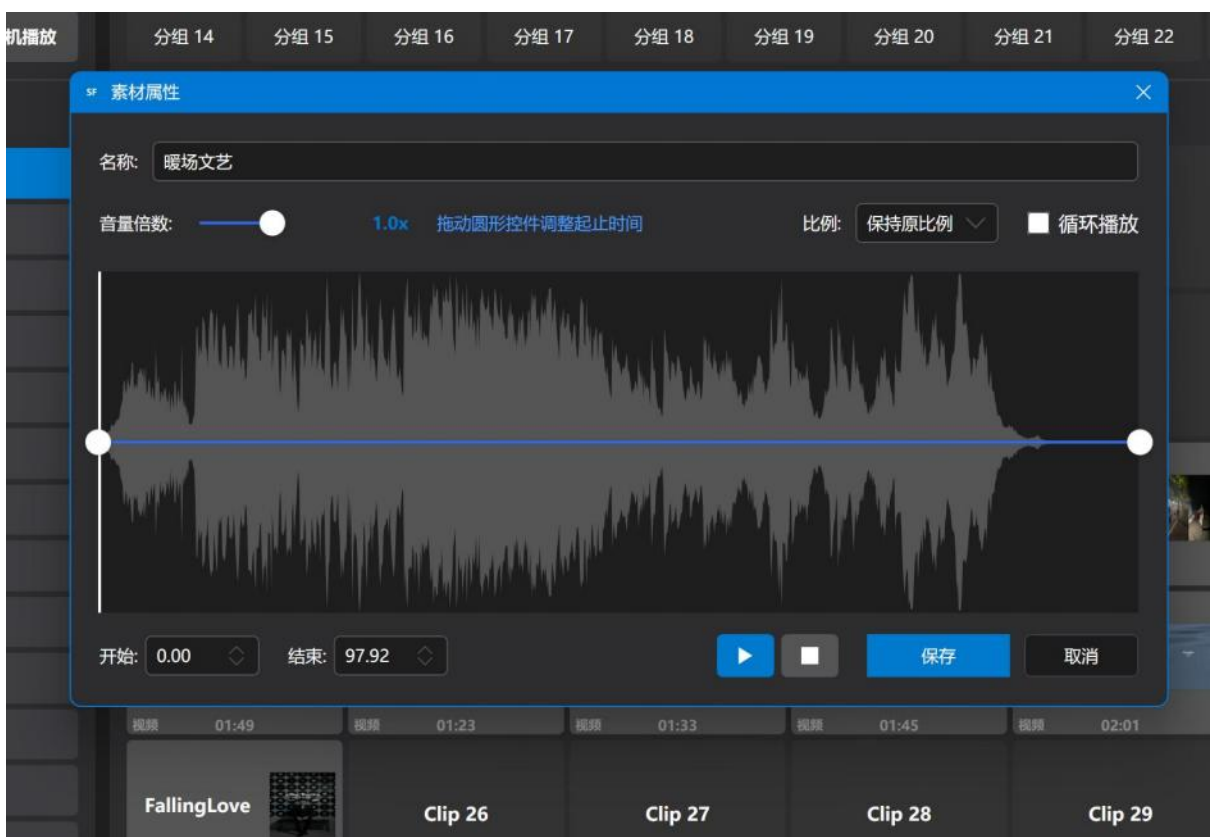 机播放 分组 14 分组 15 分组 16 分组 17 分组 18 分组 19 分组 20 分组 21 分组 22
SF 素材属性
名称: 暖场文艺
音量倍数: 1.0x 拖动圆形控件调整起止时间 比例: 保持原比例 循环播放
开始: 0.00 结束: 97.92 保存 取消
视频 01:49 视频 01:23 视频 01:33 视频 01:45 视频 02:01
FallingLove Clip 26 Clip 27 Clip 28 Clip 29